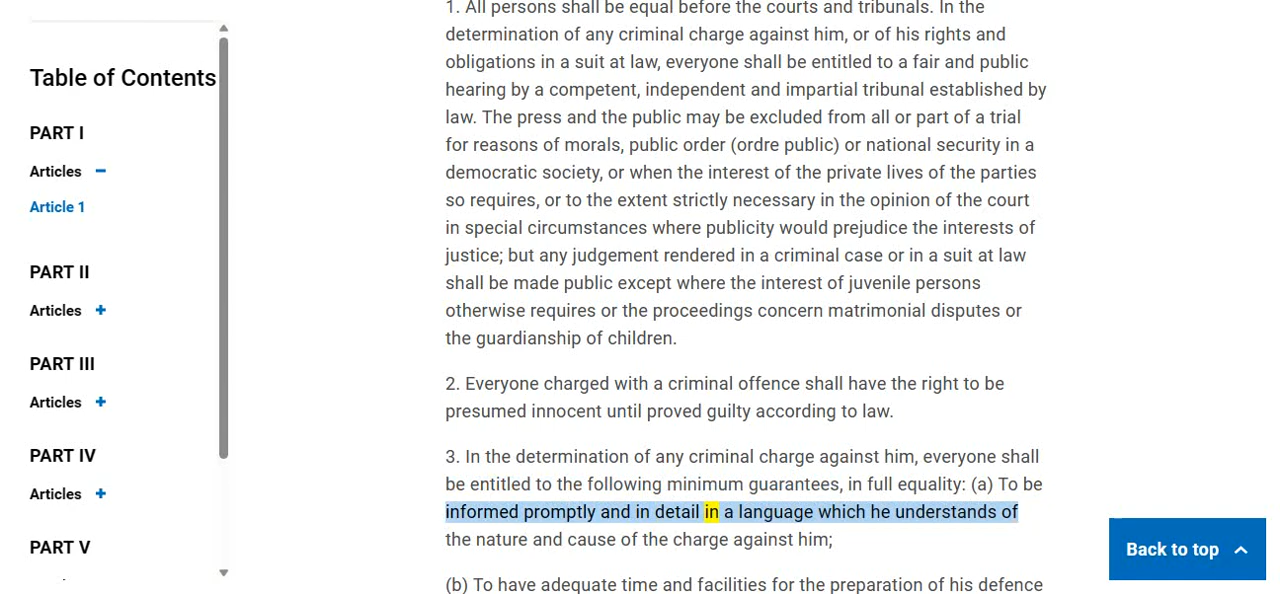 Table of Contents
PART I
Articles
Article 1
PART II
Articles
PART III
Articles
PART IV
Articles
PART V
1. All persons shall be equal before the courts and tribunals. In the
determination of any criminal charge against him, or of his rights and
obligations in a suit at law, everyone shall be entitled to a fair and public
hearing by a competent, independent and impartial tribunal established by
law. The press and the public may be excluded from all or part of a trial
for reasons of morals, public order (ordre public) or national security in a
democratic society, or when the interest of the private lives of the parties
so requires, or to the extent strictly necessary in the opinion of the court
in special circumstances where publicity would prejudice the interests of
justice; but any judgement rendered in a criminal case or in a suit at law
shall be made public except where the interest of juvenile persons
otherwise requires or the proceedings concern matrimonial disputes or
the guardianship of children.
2. Everyone charged with a criminal offence shall have the right to be
presumed innocent until proved guilty according to law.
3. In the determination of any criminal charge against him, everyone shall
be entitled to the following minimum guarantees, in full equality: (a) To be
informed promptly and in detail in a language which he understands of
the nature and cause of the charge against him;
(b) To have adequate time and facilities for the preparation of his defence
Back to top